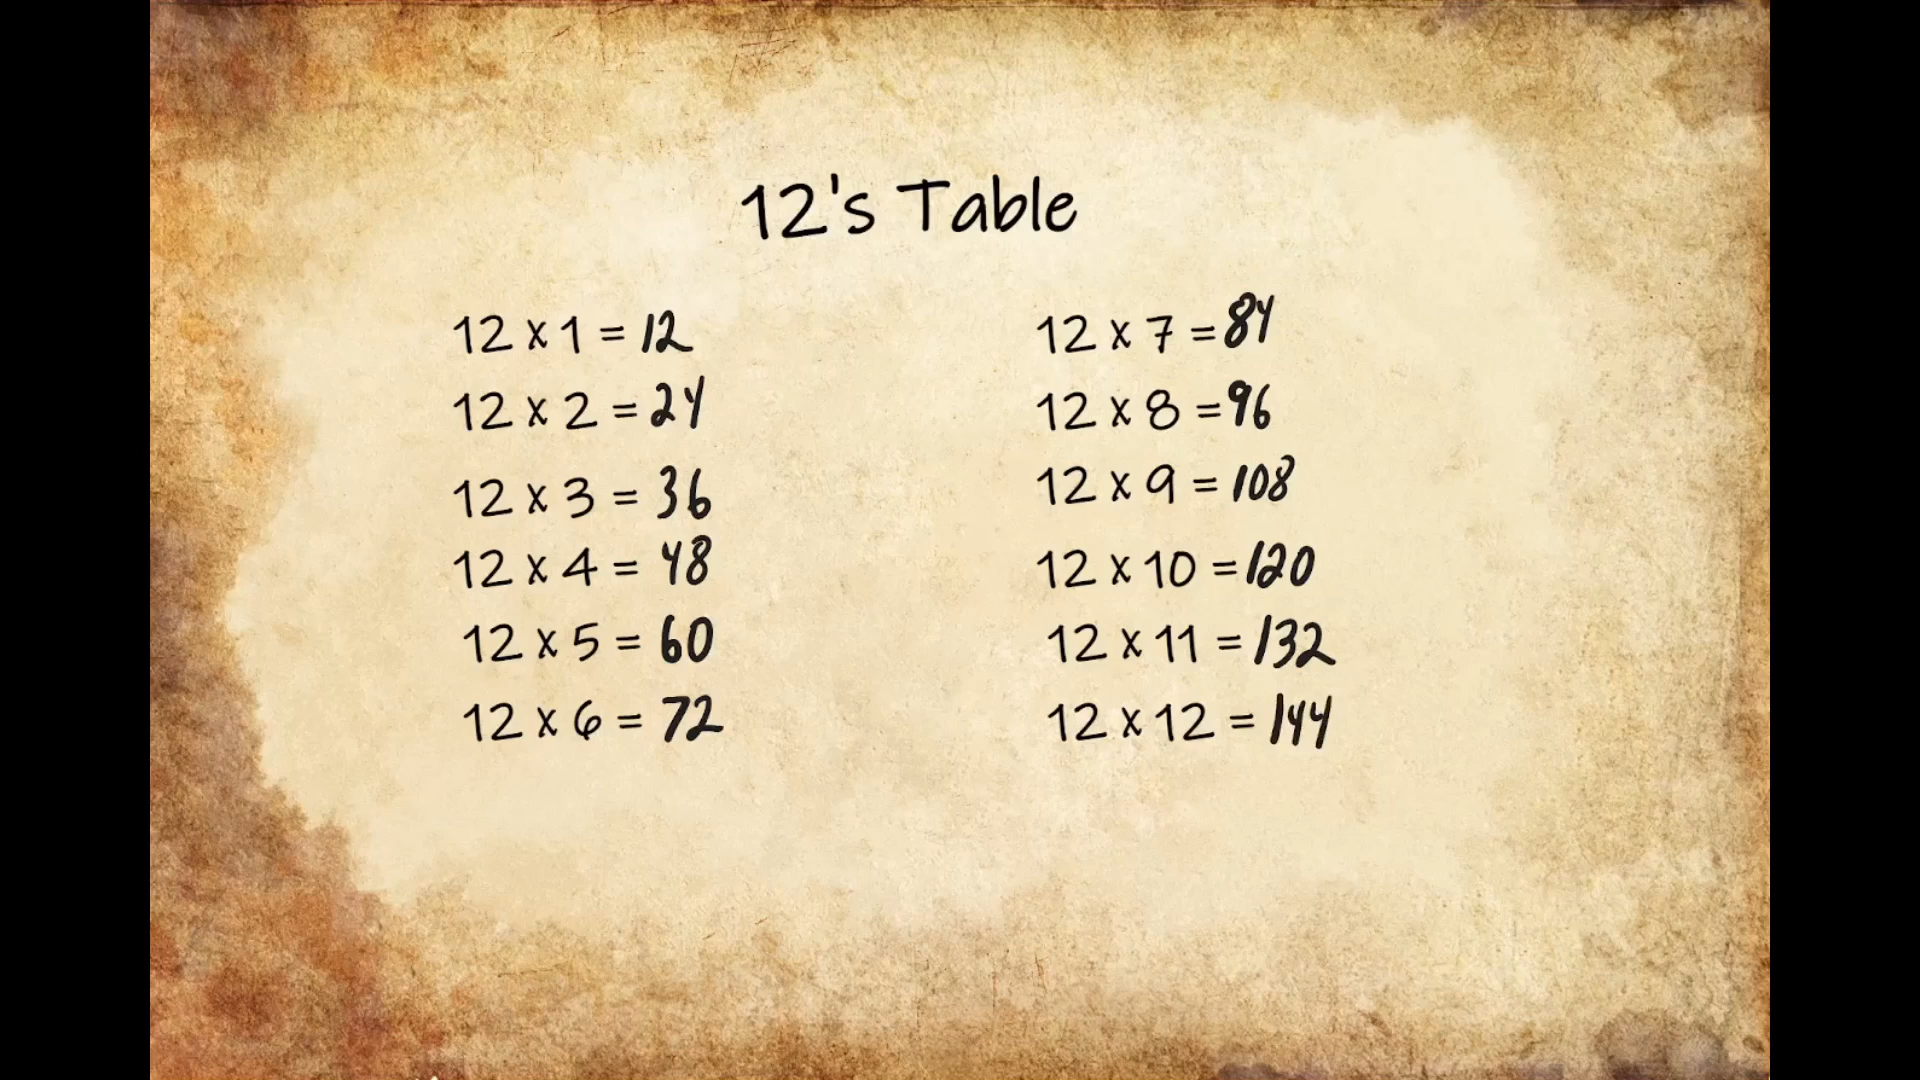 12's Table
12 x 1 = 12
12 x 2 = 24
12 x 3 = 36
12 x 4 = 48
12 x 5 = 60
12 x 6 = 72
12 x 7 = 84
12 x 8 = 96
12 x 9 = 108
12 x 10 = 120
12 x 11 = 132
12 x 12 = 144